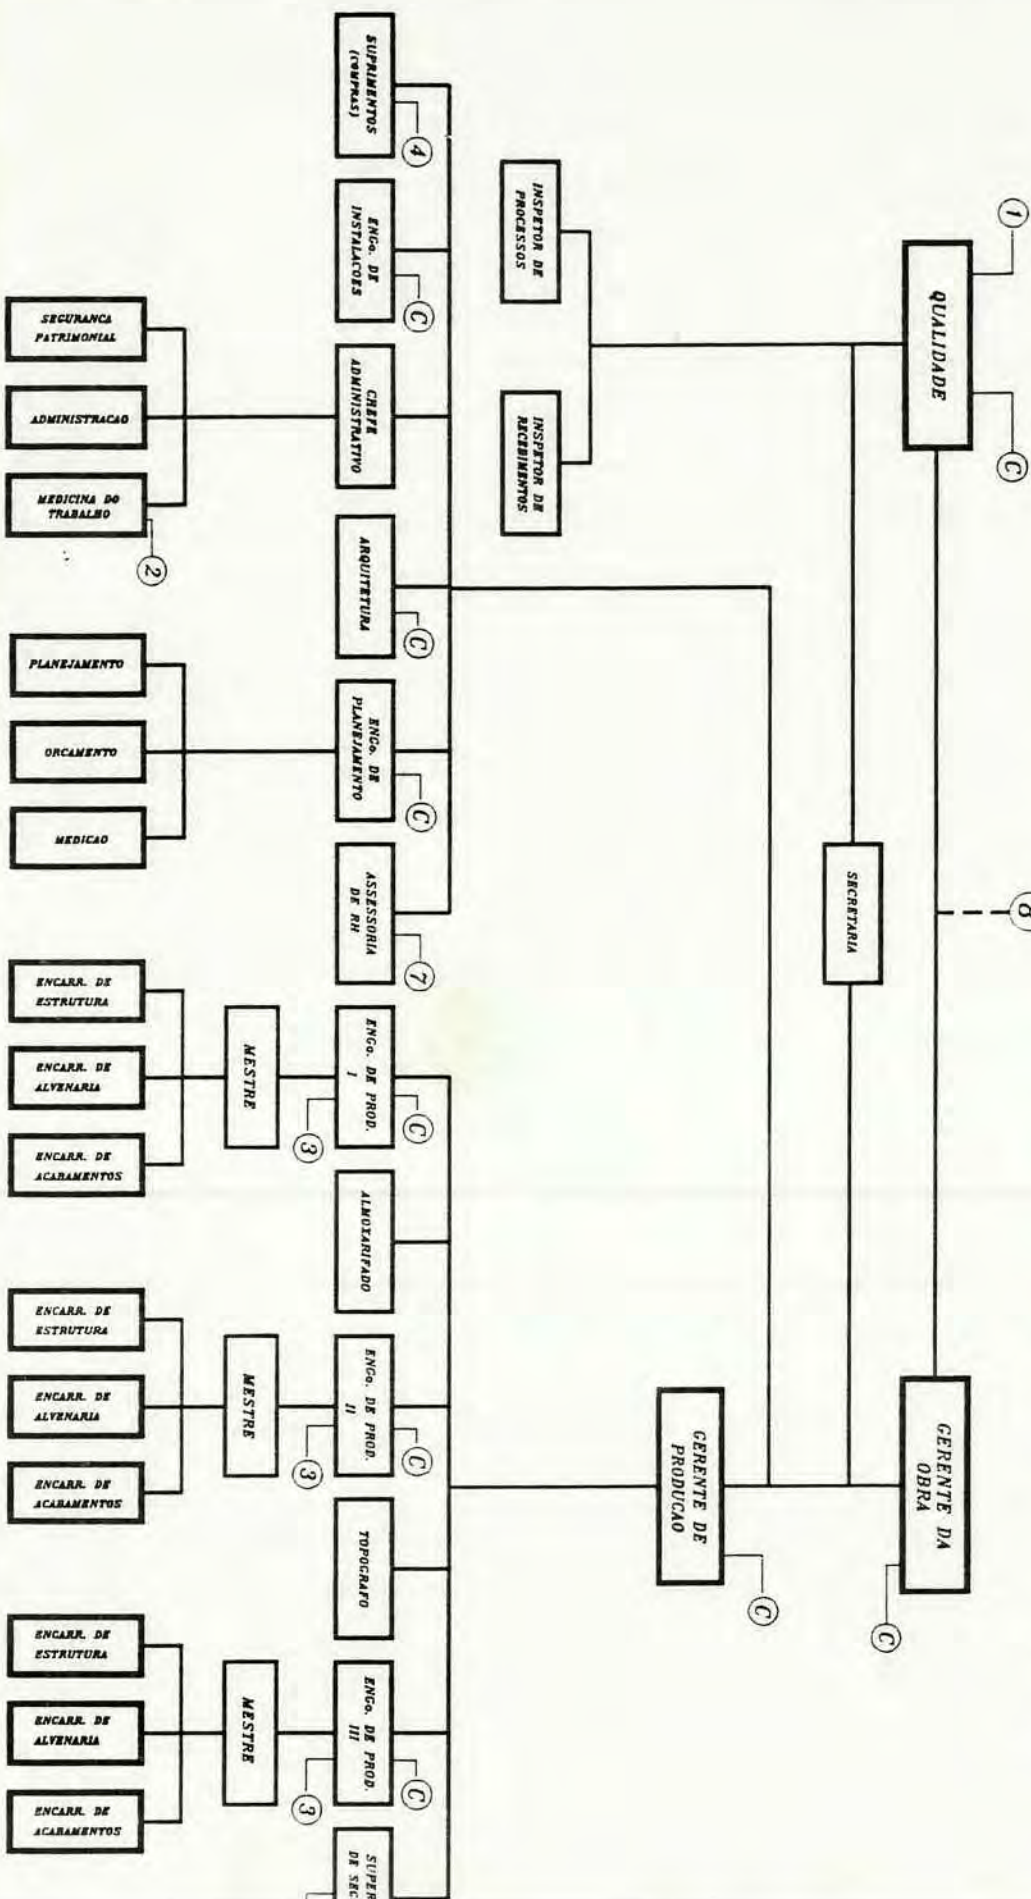 8
1
C
QUALIDADE
GERENTE DA
OBRA
C
SECRETARIA
GERENTE DE
PRODUCAO
C
INSPETOR DE
PROCESSOS
INSPETOR DE
RECEBIMENTOS
SUPRIMENTOS
(COMPRAS)
4
ENGo. DE
INSTALACOES
C
CHEFE
ADMINISTRATIVO
ARQUITETURA
C
ENGo. DE
PLANEJAMENTO
C
ASSESSORIA
DE RH
7
ENGo. DE PROD.
I
C
3
ALMOXARIFADO
ENGo. DE PROD.
II
C
3
TOPOGRAFO
ENGo. DE PROD.
III
C
3
SUPER
DE SEG
MESTRE
MESTRE
MESTRE
SEGURANCA
PATRIMONIAL
ADMINISTRACAO
MEDICINA DO
TRABALHO
2
PLANEJAMENTO
ORCAMENTO
MEDICAO
ENCARR. DE
ESTRUTURA
ENCARR. DE
ALVENARIA
ENCARR. DE
ACABAMENTOS
ENCARR. DE
ESTRUTURA
ENCARR. DE
ALVENARIA
ENCARR. DE
ACABAMENTOS
ENCARR. DE
ESTRUTURA
ENCARR. DE
ALVENARIA
ENCARR. DE
ACABAMENTOS